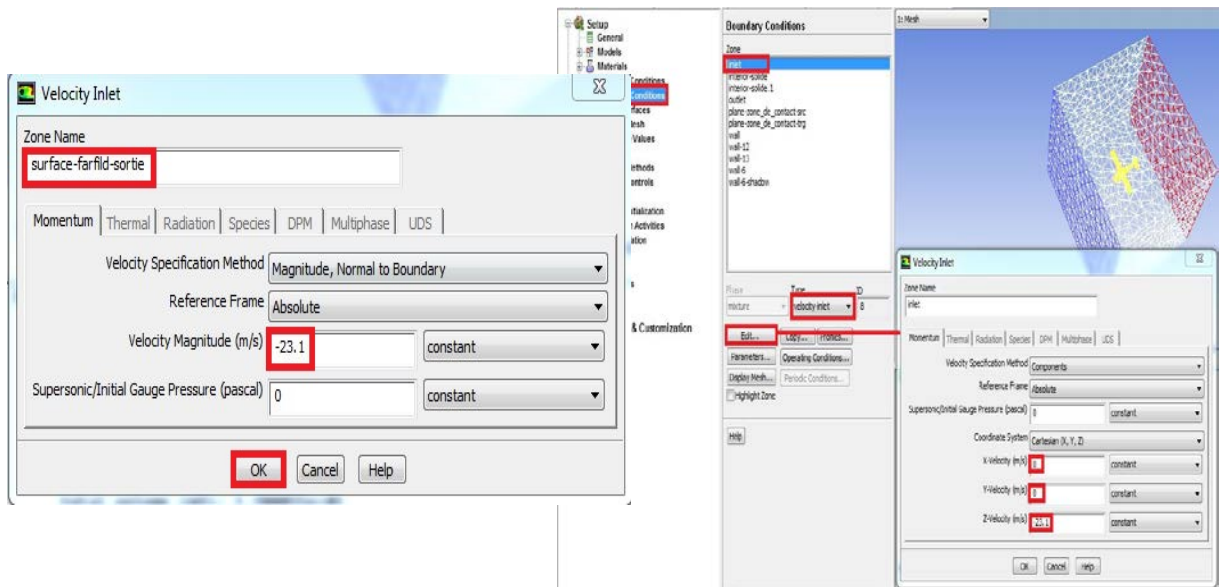 Velocity Inlet
Zone Name
surface-farfild-sortie
Momentum Thermal Radiation Species DPM Multiphase UDS
Velocity Specification Method Magnitude, Normal to Boundary
Reference Frame Absolute
Velocity Magnitude (m/s) -23.1 constant
Supersonic/Initial Gauge Pressure (pascal) 0 constant
OK Cancel Help
Setup
General
Models
Materials
Conditions
Conditions
Values
& Customization
Boundary Conditions
Zone
inlet
interior-solide
interior-solide.1
outlet
plane-zone_de_contact-src
plane-zone_de_contact-trg
wall
wall-12
wall-13
wall-6
wall-6-shadow
Phase Type ID
mixture velocity-inlet 8
Edit... Copy... Profiles...
Parameters... Operating Conditions...
Display Mesh... Periodic Conditions...
Highlight Zone
Help
1: Mesh
Velocity Inlet
Zone Name
inlet
Momentum Thermal Radiation Species DPM Multiphase UDS
Velocity Specification Method Components
Reference Frame Absolute
Supersonic/Initial Gauge Pressure (pascal) 0 constant
Coordinate System Cartesian (X, Y, Z)
X-Velocity (m/s) 0 constant
Y-Velocity (m/s) 0 constant
Z-Velocity (m/s) -23.1 constant
OK Cancel Help